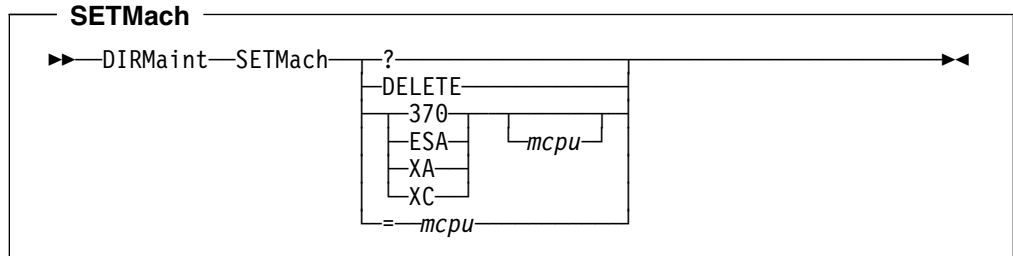 SETMach
DIRMaint SETMach ?
DELETE
370
ESA mcpu
XA
XC
= mcpu